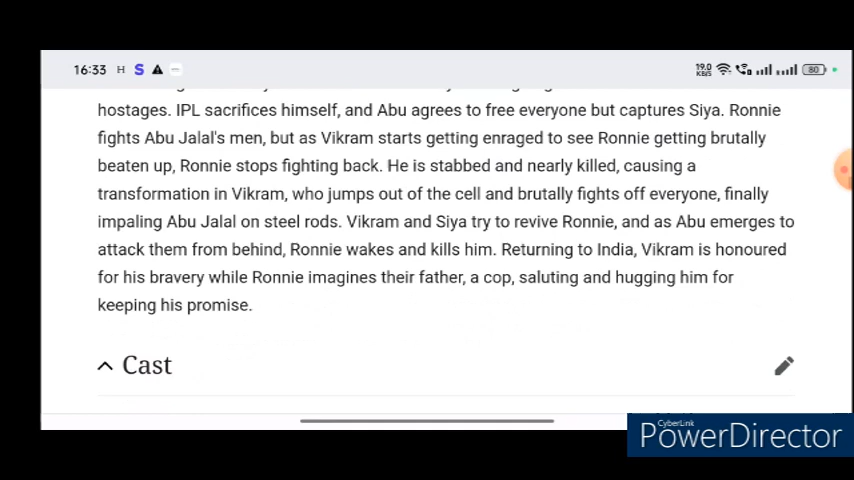 16:33 H S 19.0 KB/S 80
hostages. IPL sacrifices himself, and Abu agrees to free everyone but captures Siya. Ronnie
fights Abu Jalal's men, but as Vikram starts getting enraged to see Ronnie getting brutally
beaten up, Ronnie stops fighting back. He is stabbed and nearly killed, causing a
transformation in Vikram, who jumps out of the cell and brutally fights off everyone, finally
impaling Abu Jalal on steel rods. Vikram and Siya try to revive Ronnie, and as Abu emerges to
attack them from behind, Ronnie wakes and kills him. Returning to India, Vikram is honoured
for his bravery while Ronnie imagines their father, a cop, saluting and hugging him for
keeping his promise.
Cast
CyberLink
PowerDirector